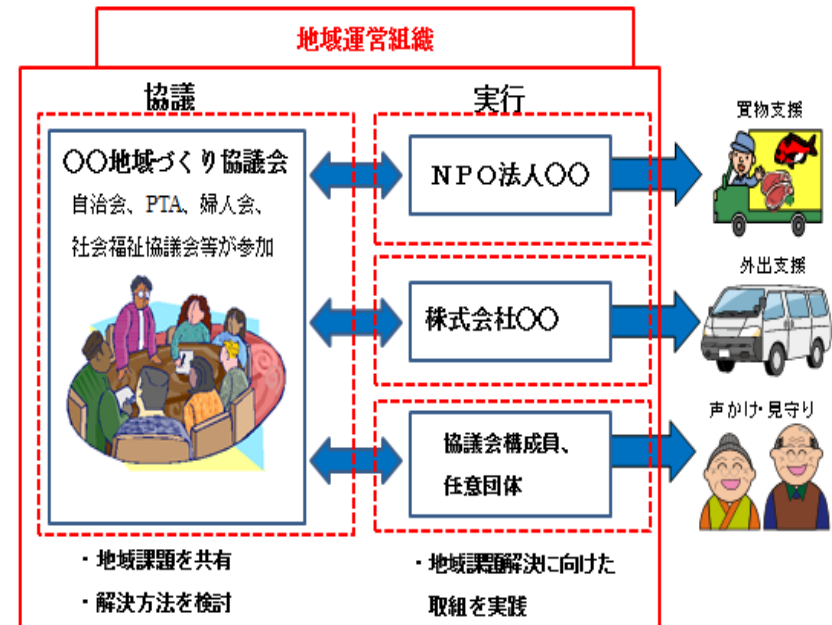 地域運営組織
協議
〇〇地域づくり協議会
自治会、PTA、婦人会、
社会福祉協議会等が参加
・地域課題を共有
・解決方法を検討
実行
ＮＰＯ法人〇〇
株式会社〇〇
協議会構成員、
任意団体
・地域課題解決に向けた
取組を実践
買物支援
外出支援
声かけ・見守り